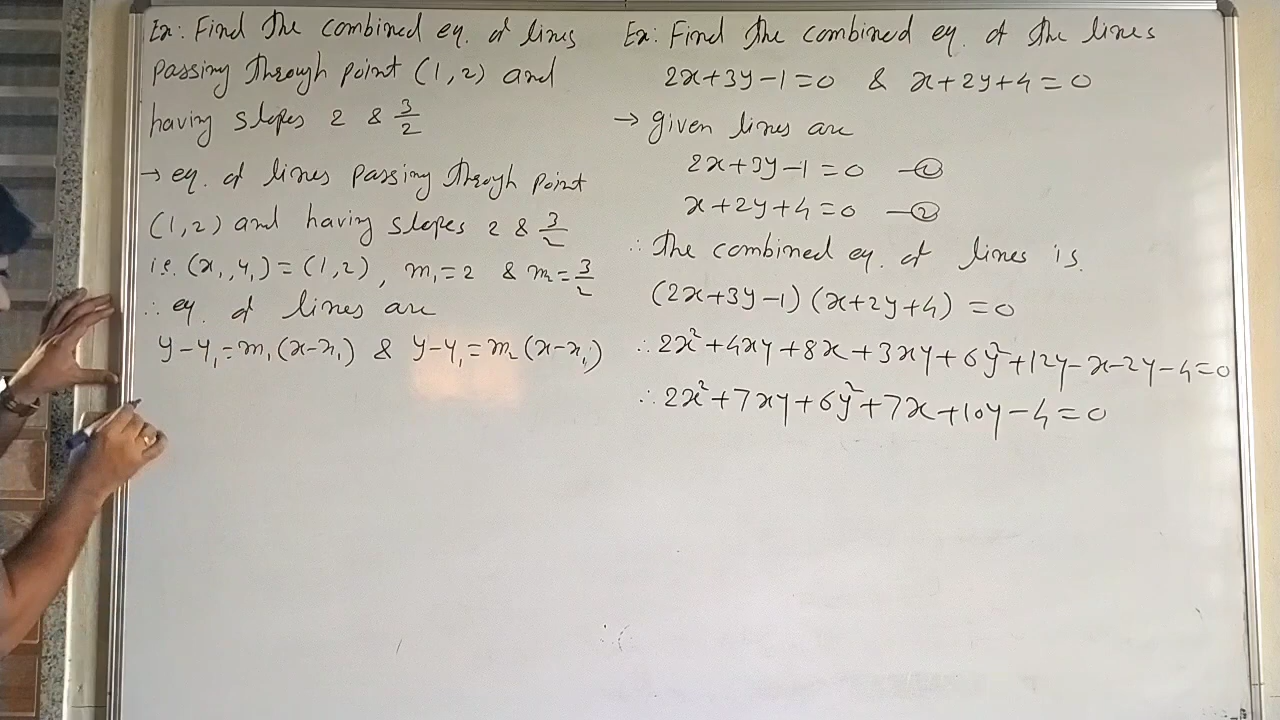 Ex: Find the combined eq. of lines
passing through point (1,2) and
having slopes 2 & 3/2
→ eq. of lines passing through point
(1,2) and having slopes 2 & 3/2
i.e. (x₁, y₁) = (1,2), m₁ = 2 & m₂ = 3/2
∴ eq. of lines are
y-y₁ = m₁(x-x₁) & y-y₁ = m₂(x-x₁)
Ex: Find the combined eq. of the lines
2x+3y-1=0 & x+2y+4=0
→ given lines are
2x+3y-1=0 —①
x+2y+4=0 —②
∴ The combined eq. of lines is.
(2x+3y-1)(x+2y+4) = 0
∴ 2x²+4xy+8x+3xy+6y²+12y-x-2y-4=0
∴ 2x²+7xy+6y²+7x+10y-4=0